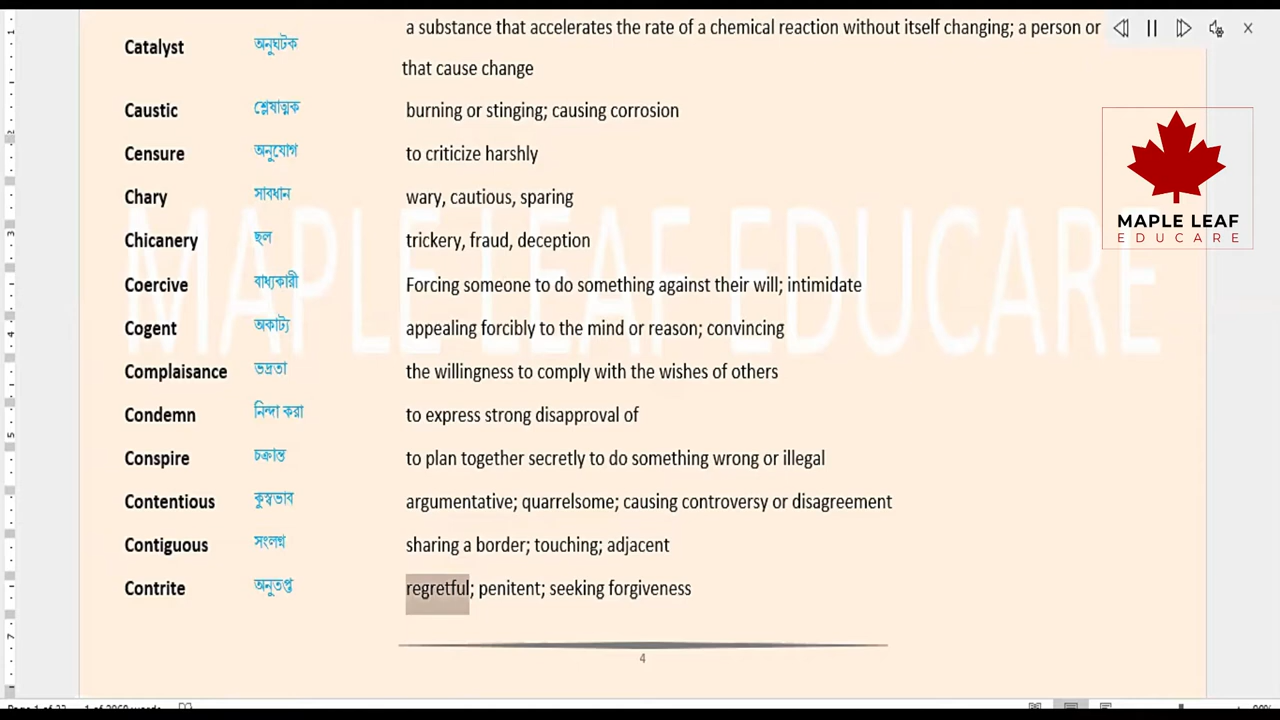 a substance that accelerates the rate of a chemical reaction without itself changing; a person or
Catalyst অনুঘটক
that cause change
Caustic শ্লেষাত্মক burning or stinging; causing corrosion
Censure অনুযোগ to criticize harshly
Chary সাবধান wary, cautious, sparing
Chicanery ছল trickery, fraud, deception
Coercive বাধ্যকারী Forcing someone to do something against their will; intimidate
Cogent অকাট্য appealing forcibly to the mind or reason; convincing
Complaisance ভদ্রতা the willingness to comply with the wishes of others
Condemn নিন্দা করা to express strong disapproval of
Conspire চক্রান্ত to plan together secretly to do something wrong or illegal
Contentious কুস্বভাব argumentative; quarrelsome; causing controversy or disagreement
Contiguous সংলগ্ন sharing a border; touching; adjacent
Contrite অনুতপ্ত regretful; penitent; seeking forgiveness
4
MAPLE LEAF
EDUCARE
MAPLE LEAF EDUCARE